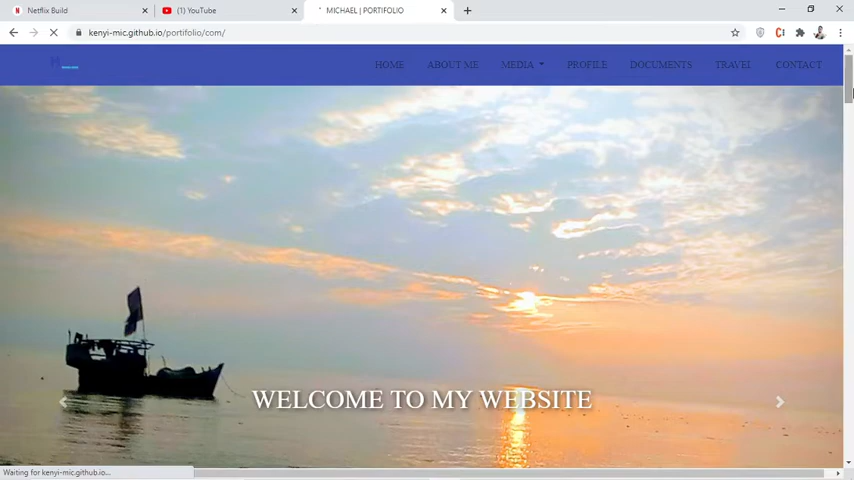 Netflix Build
(1) YouTube
MICHAEL | PORTIFOLIO
kenyi-mic.github.io/portifolio/com/
HOME ABOUT ME MEDIA PROFILE DOCUMENTS TRAVEL CONTACT
WELCOME TO MY WEBSITE
Waiting for kenyi-mic.github.io...